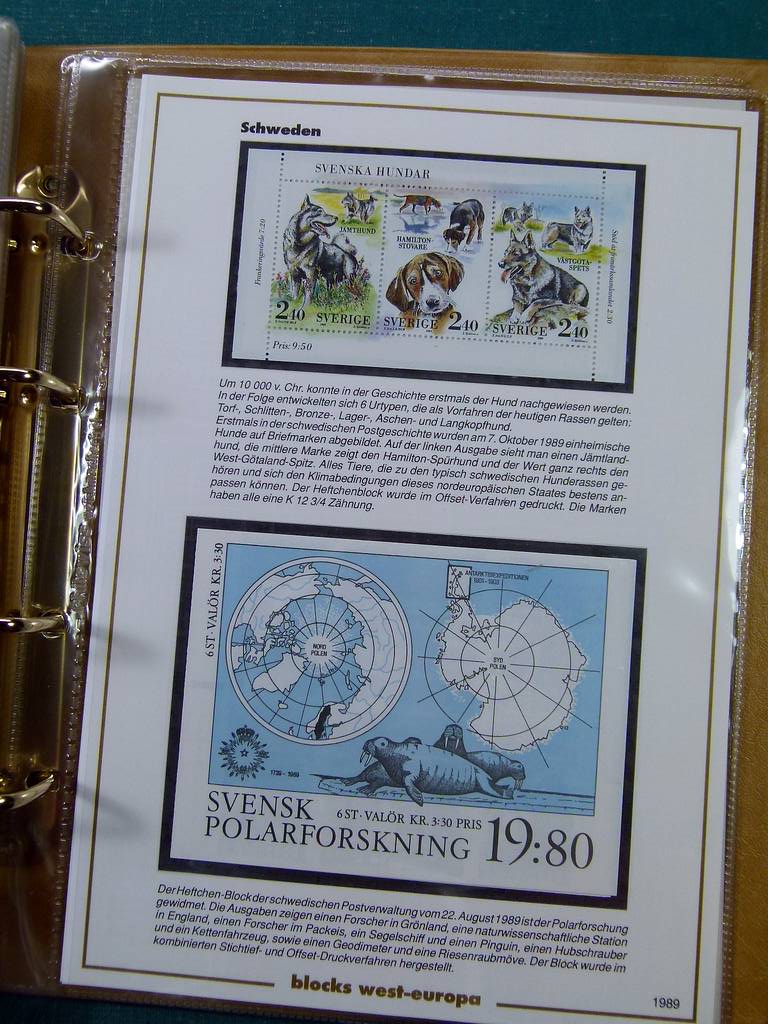 Schweden
SVENSKA HUNDAR
Frankeringsvärde 7:20
JÄMTHUND
HAMILTON-
STÖVARE
VÄSTGÖTA-
SPETS
2.40
SVERIGE
SVERIGE
2.40
SVERIGE
2.40
Pris: 9:50
Um 10 000 v. Chr. konnte in der Geschichte erstmals der Hund nachgewiesen werden.
In der Folge entwickelten sich 6 Urtypen, die als Vorfahren der heutigen Rassen gelten:
Torf-, Schlitten-, Bronze-, Lager-, Aschen- und Langkopfhund.
Erstmals in der schwedischen Postgeschichte wurden am 7. Oktober 1989 einheimische
Hunde auf Briefmarken abgebildet. Auf der linken Ausgabe sieht man einen Jämtland-
hund, die mittlere Marke zeigt den Hamilton-Spürhund und der Wert ganz rechts den
West-Götaland-Spitz. Alles Tiere, die zu den typisch schwedischen Hunderassen ge-
hören und sich den Klimabedingungen dieses nordeuropäischen Staates bestens an-
passen können. Der Heftchenblock wurde im Offset-Verfahren gedruckt. Die Marken
haben alle eine K 12 3/4 Zähnung.
6 ST · VALÖR KR. 3:30
NORD
POLEN
ANTARKTISEXPEDITIONEN
1901 - 1903
SYD
POLEN
1739 - 1989
SVENSK
POLARFORSKNING
6 ST · VALÖR KR. 3:30 PRIS
19:80
Der Heftchen-Block der schwedischen Postverwaltung vom 22. August 1989 ist der Polarforschung
gewidmet. Die Ausgaben zeigen einen Forscher in Grönland, eine naturwissenschaftliche Station
in England, einen Forscher im Packeis, ein Segelschiff und einen Pinguin, einen Hubschrauber
und ein Kettenfahrzeug, sowie einen Geodimeter und eine Riesenraubmöve. Der Block wurde im
kombinierten Stichtief- und Offset-Druckverfahren hergestellt.
blocks west-europa
1989